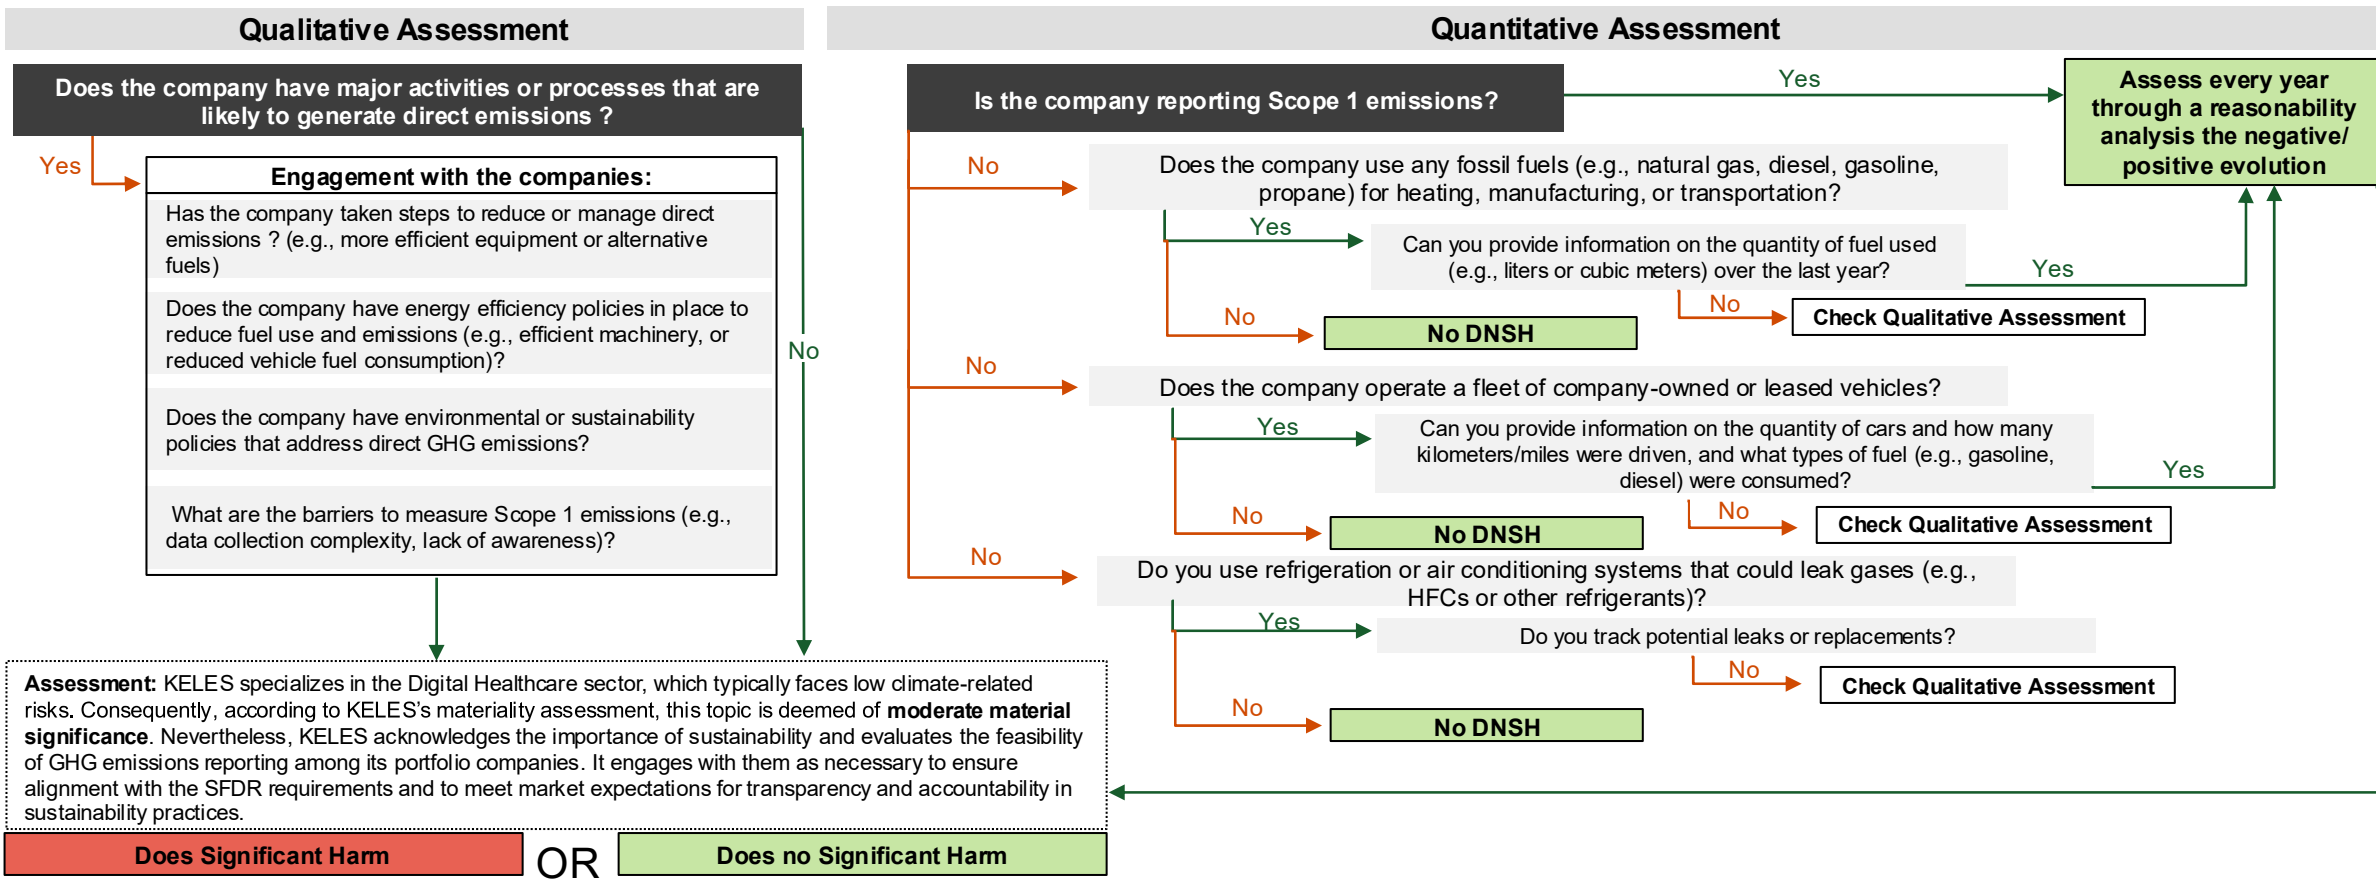 Qualitative Assessment
Does the company have major activities or processes that are
likely to generate direct emissions ?
Yes
Engagement with the companies:
Has the company taken steps to reduce or manage direct
emissions ? (e.g., more efficient equipment or alternative
fuels)
Does the company have energy efficiency policies in place to
reduce fuel use and emissions (e.g., efficient machinery, or
reduced vehicle fuel consumption)?
No
Does the company have environmental or sustainability
policies that address direct GHG emissions?
What are the barriers to measure Scope 1 emissions (e.g.,
data collection complexity, lack of awareness)?
Quantitative Assessment
Is the company reporting Scope 1 emissions?
Yes
Assess every year
through a reasonability
analysis the negative/
positive evolution
No
Does the company use any fossil fuels (e.g., natural gas, diesel, gasoline,
propane) for heating, manufacturing, or transportation?
Yes
Can you provide information on the quantity of fuel used
(e.g., liters or cubic meters) over the last year?
Yes
No
Check Qualitative Assessment
No
No DNSH
No
Does the company operate a fleet of company-owned or leased vehicles?
Yes
Can you provide information on the quantity of cars and how many
kilometers/miles were driven, and what types of fuel (e.g., gasoline,
diesel) were consumed?
Yes
No
Check Qualitative Assessment
No
No DNSH
No
Do you use refrigeration or air conditioning systems that could leak gases (e.g.,
HFCs or other refrigerants)?
Yes
Do you track potential leaks or replacements?
No
Check Qualitative Assessment
No
No DNSH
Assessment: KELES specializes in the Digital Healthcare sector, which typically faces low climate-related
risks. Consequently, according to KELES's materiality assessment, this topic is deemed of moderate material
significance. Nevertheless, KELES acknowledges the importance of sustainability and evaluates the feasibility
of GHG emissions reporting among its portfolio companies. It engages with them as necessary to ensure
alignment with the SFDR requirements and to meet market expectations for transparency and accountability in
sustainability practices.
Does Significant Harm
OR
Does no Significant Harm